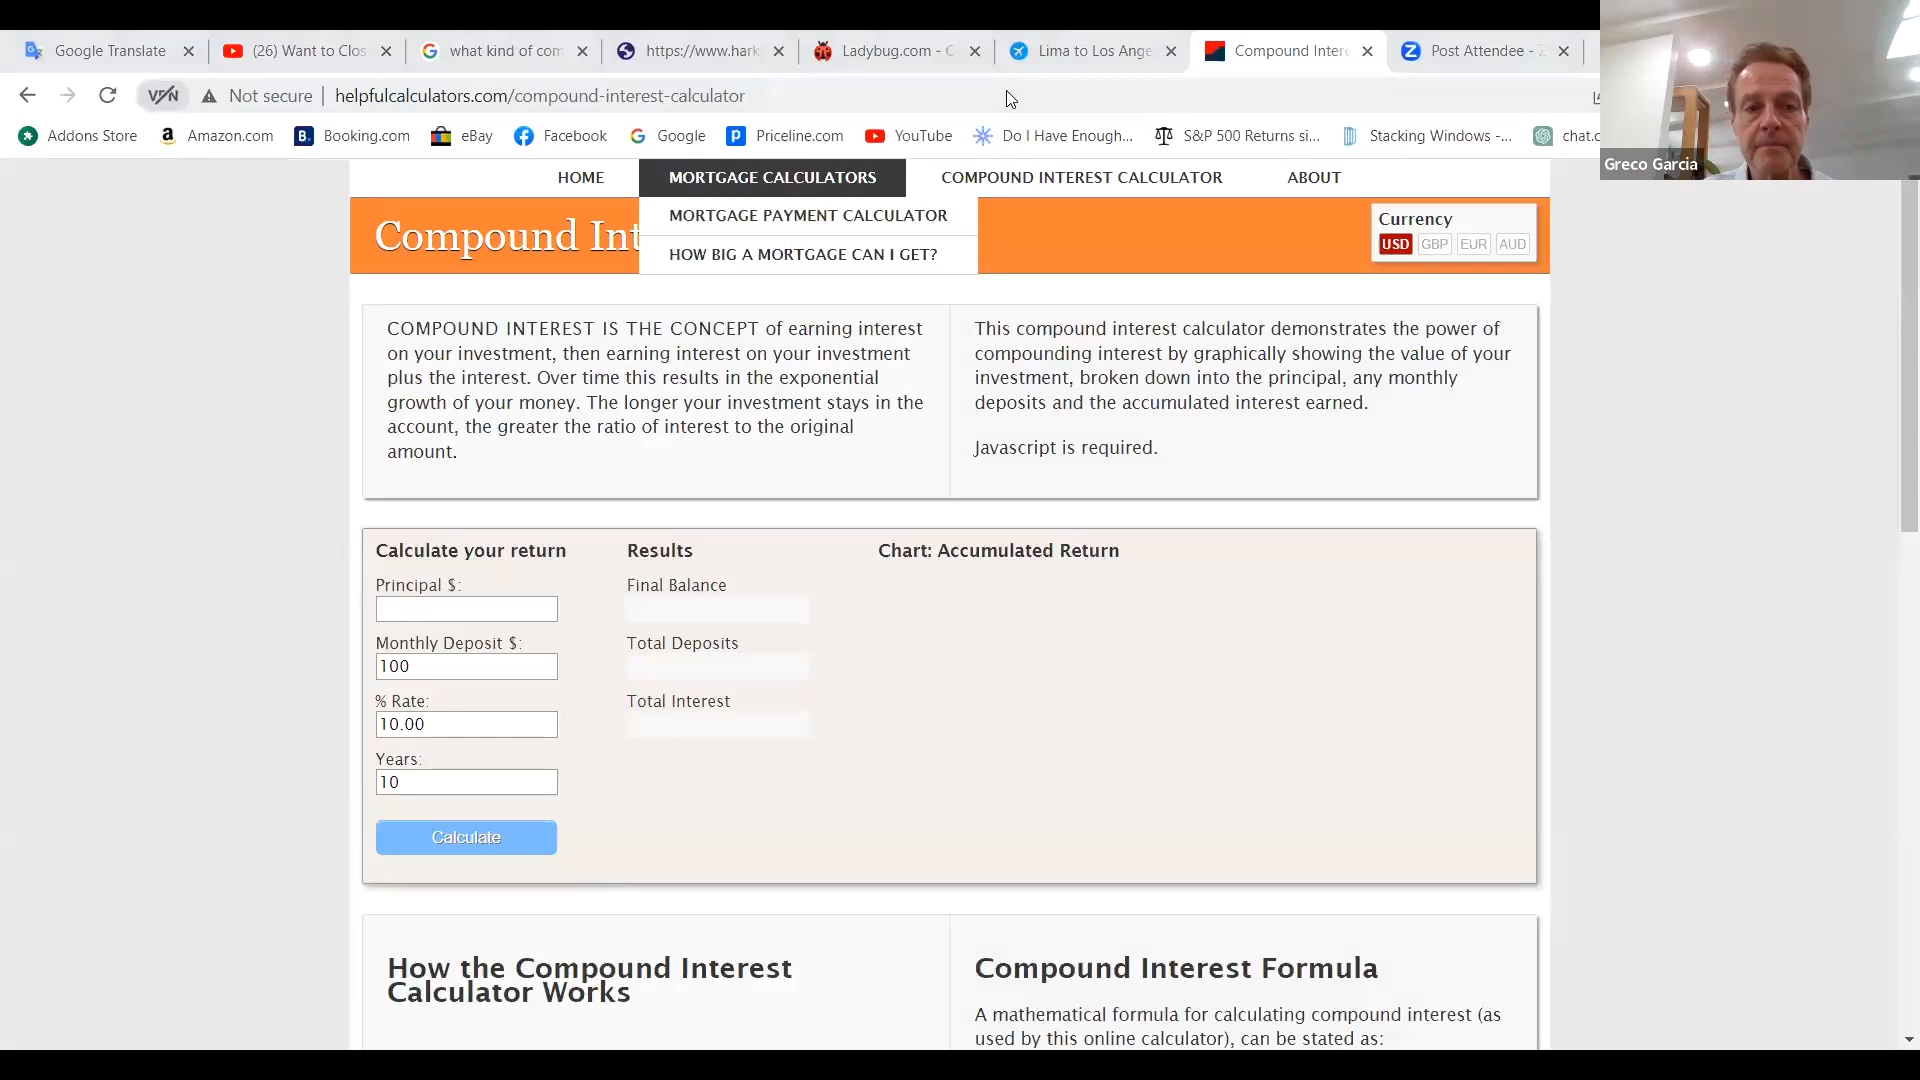 Google Translate
(26) Want to Clos
what kind of com
https://www.hark
Ladybug.com - C
Lima to Los Ange
Compound Intere
Post Attendee - Z
VPN
Not secure
helpfulcalculators.com/compound-interest-calculator
Addons Store
Amazon.com
Booking.com
eBay
Facebook
Google
Priceline.com
YouTube
Do I Have Enough...
S&P 500 Returns si...
Stacking Windows -...
chat.o
Greco Garcia
HOME
MORTGAGE CALCULATORS
COMPOUND INTEREST CALCULATOR
ABOUT
MORTGAGE PAYMENT CALCULATOR
HOW BIG A MORTGAGE CAN I GET?
Compound Int
Currency
USD GBP EUR AUD
COMPOUND INTEREST IS THE CONCEPT of earning interest
on your investment, then earning interest on your investment
plus the interest. Over time this results in the exponential
growth of your money. The longer your investment stays in the
account, the greater the ratio of interest to the original
amount.
This compound interest calculator demonstrates the power of
compounding interest by graphically showing the value of your
investment, broken down into the principal, any monthly
deposits and the accumulated interest earned.
Javascript is required.
Calculate your return
Principal $:
Monthly Deposit $:
100
% Rate:
10.00
Years:
10
Calculate
Results
Final Balance
Total Deposits
Total Interest
Chart: Accumulated Return
How the Compound Interest
Calculator Works
Compound Interest Formula
A mathematical formula for calculating compound interest (as
used by this online calculator), can be stated as: